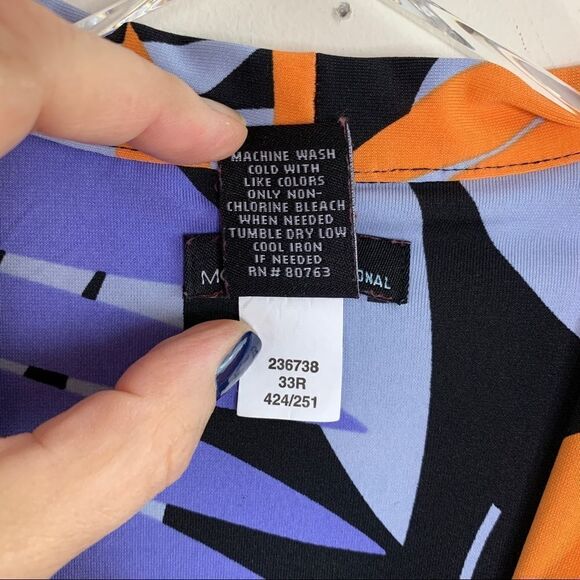 MACHINE WASH
COLD WITH
LIKE COLORS
ONLY NON-
CHLORINE BLEACH
WHEN NEEDED
TUMBLE DRY LOW
COOL IRON
IF NEEDED
RN# 80763
236738
33R
424/251